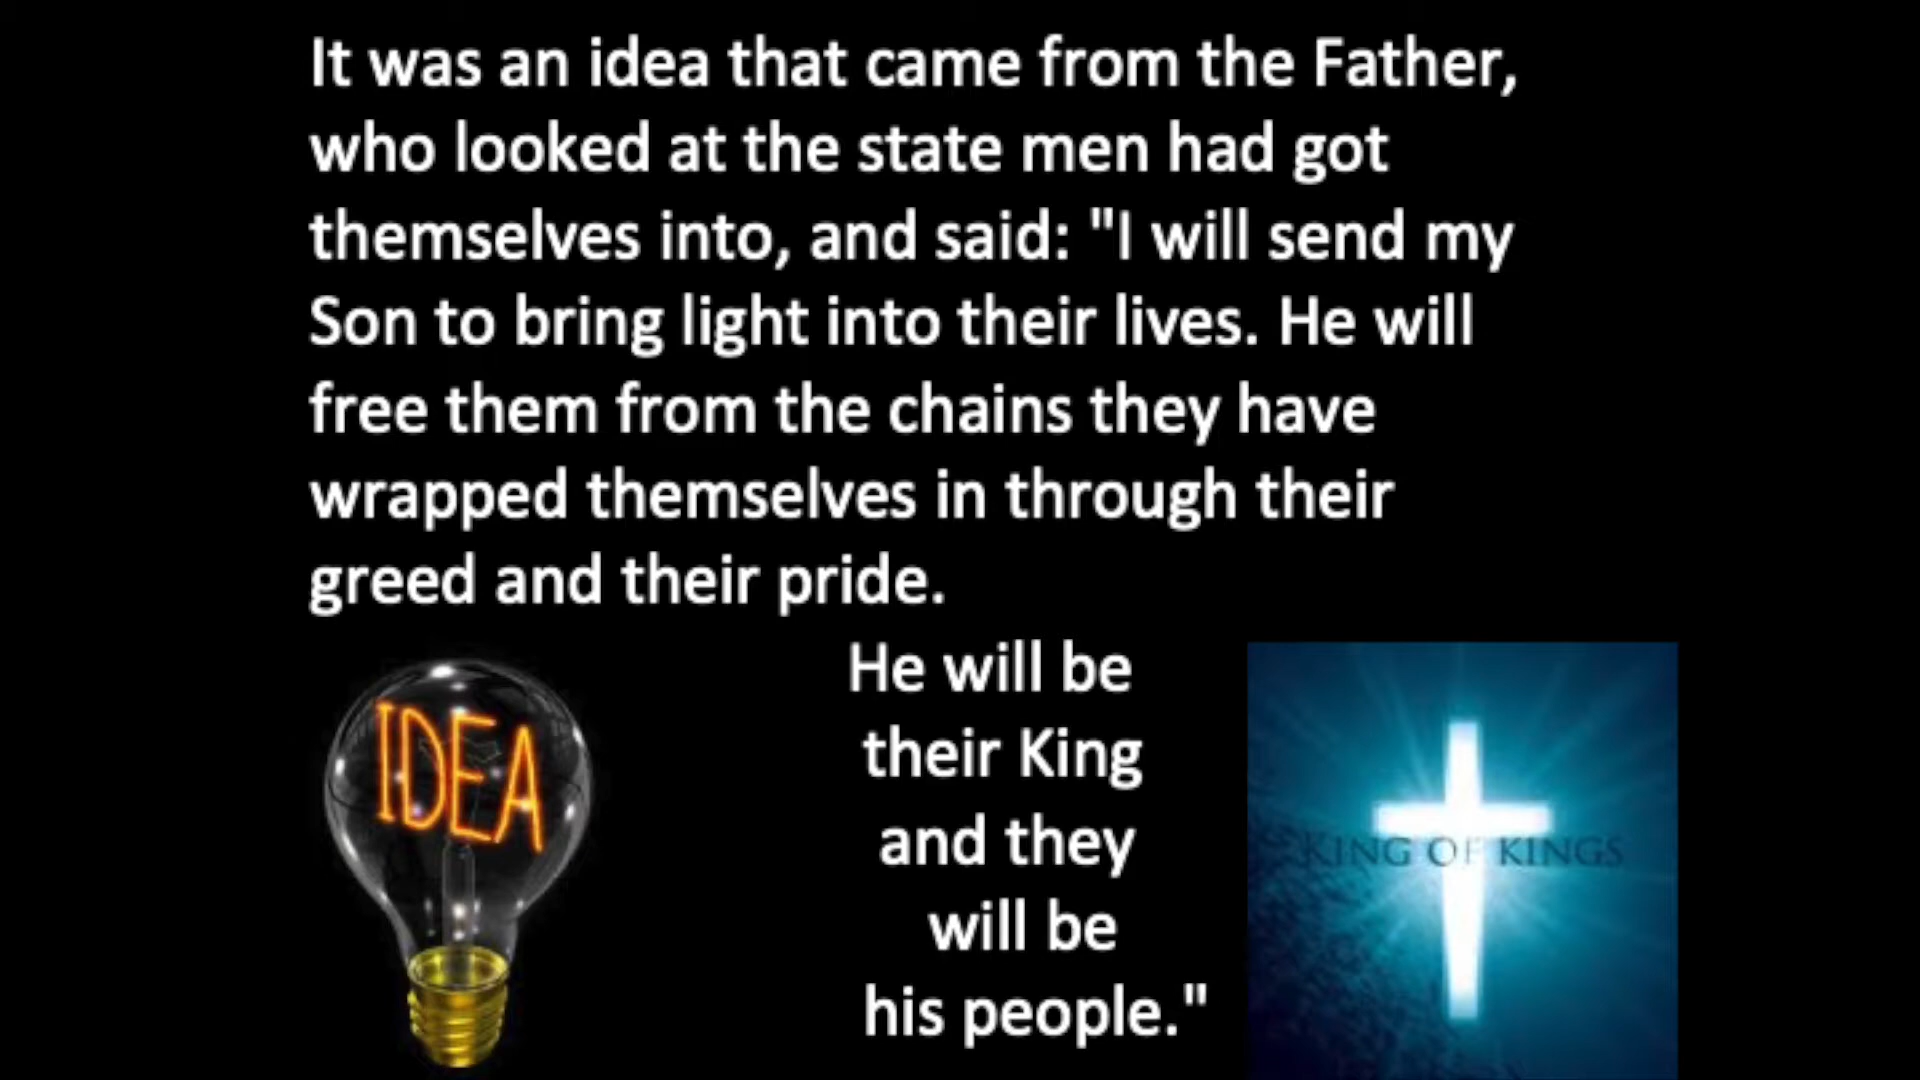 It was an idea that came from the Father,
who looked at the state men had got
themselves into, and said: "I will send my
Son to bring light into their lives. He will
free them from the chains they have
wrapped themselves in through their
greed and their pride.
He will be
their King
and they
will be
his people."
IDEA
KING OF KINGS